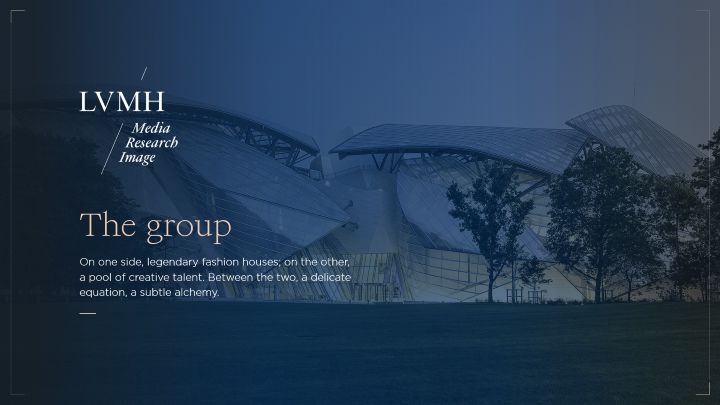 LVMH
Media
Research
Image
The group
On one side, legendary fashion houses; on the other,
a pool of creative talent. Between the two, a delicate
equation, a subtle alchemy.